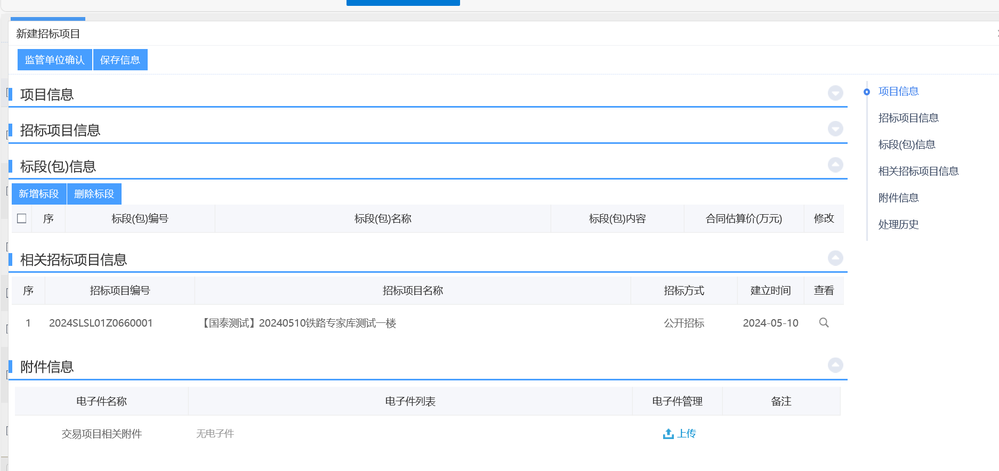 新建招标项目
监管单位确认 保存信息
项目信息
招标项目信息
标段(包)信息
新增标段 删除标段
序 标段(包)编号 标段(包)名称 标段(包)内容 合同估算价(万元) 修改
相关招标项目信息
序 招标项目编号 招标项目名称 招标方式 建立时间 查看
1 2024SLSL01Z0660001 【国泰测试】20240510铁路专家库测试一楼 公开招标 2024-05-10
附件信息
电子件名称 电子件列表 电子件管理 备注
交易项目相关附件 无电子件 上传
项目信息
招标项目信息
标段(包)信息
相关招标项目信息
附件信息
处理历史